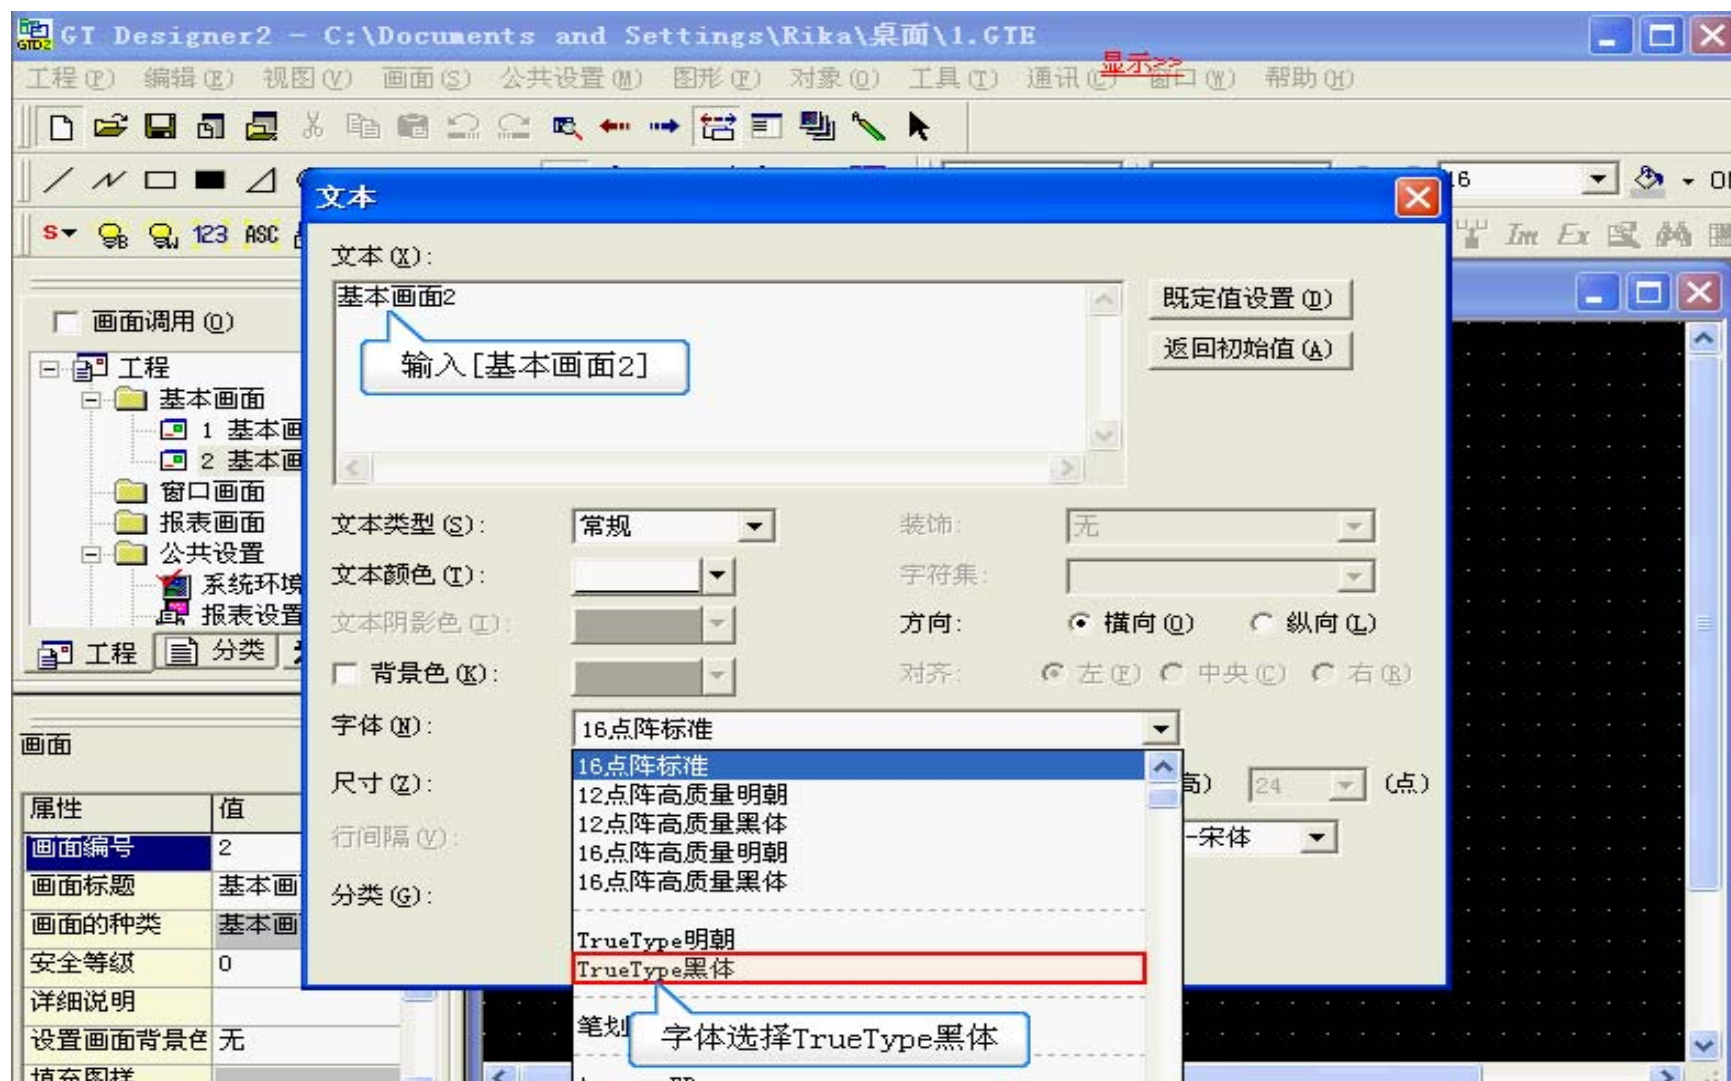 GT Designer2 - C:\Documents and Settings\Rika\桌面\1.GTE
显示>>
工程(P) 编辑(E) 视图(V) 画面(S) 公共设置(M) 图形(F) 对象(O) 工具(T) 通讯(C) 窗口(W) 帮助(H)
16
S 123 ASC Im Ex
文本
文本(X):
基本画面2
既定值设置(D)
返回初始值(A)
输入[基本画面2]
画面调用(O)
工程
基本画面
1 基本画
2 基本画
窗口画面
报表画面
公共设置
系统环境
报表设置
工程 分类
文本类型(S): 常规 装饰: 无
文本颜色(T): 字符集:
文本阴影色(I): 方向: 横向(O) 纵向(L)
背景色(K): 对齐: 左(F) 中央(C) 右(R)
字体(N): 16点阵标准
16点阵标准
12点阵高质量明朝
12点阵高质量黑体
16点阵高质量明朝
16点阵高质量黑体
TrueType明朝
TrueType黑体
笔划
字体选择TrueType黑体
尺寸(Z): 高) 24 (点)
行间隔(V): -宋体
分类(G):
画面
属性 值
画面编号 2
画面标题 基本画
画面的种类 基本画
安全等级 0
详细说明
设置画面背景色 无
填充图样